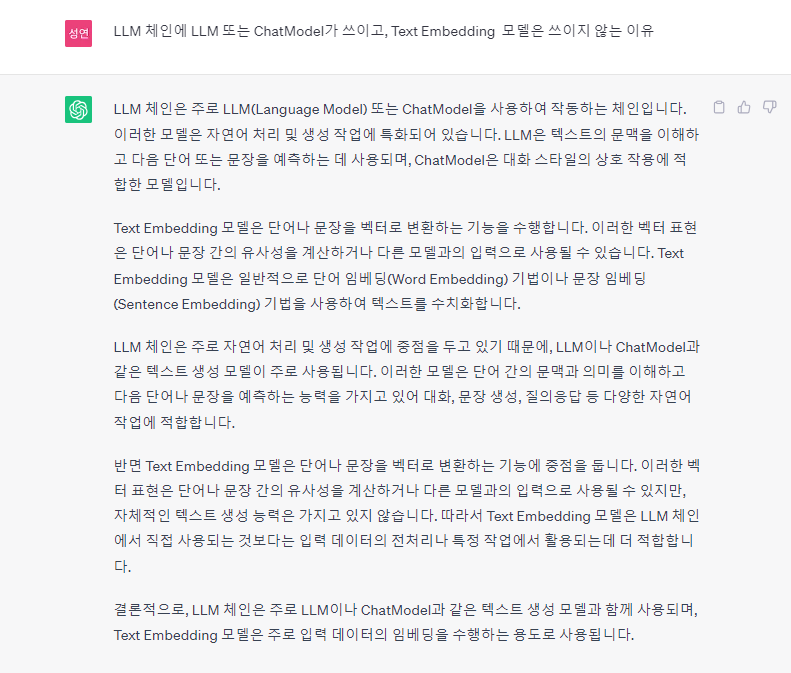 성연
LLM 체인에 LLM 또는 ChatModel가 쓰이고, Text Embedding 모델은 쓰이지 않는 이유
LLM 체인은 주로 LLM(Language Model) 또는 ChatModel을 사용하여 작동하는 체인입니다.
이러한 모델은 자연어 처리 및 생성 작업에 특화되어 있습니다. LLM은 텍스트의 문맥을 이해하
고 다음 단어 또는 문장을 예측하는 데 사용되며, ChatModel은 대화 스타일의 상호 작용에 적
합한 모델입니다.
Text Embedding 모델은 단어나 문장을 벡터로 변환하는 기능을 수행합니다. 이러한 벡터 표현
은 단어나 문장 간의 유사성을 계산하거나 다른 모델과의 입력으로 사용될 수 있습니다. Text
Embedding 모델은 일반적으로 단어 임베딩(Word Embedding) 기법이나 문장 임베딩
(Sentence Embedding) 기법을 사용하여 텍스트를 수치화합니다.
LLM 체인은 주로 자연어 처리 및 생성 작업에 중점을 두고 있기 때문에, LLM이나 ChatModel과
같은 텍스트 생성 모델이 주로 사용됩니다. 이러한 모델은 단어 간의 문맥과 의미를 이해하고
다음 단어나 문장을 예측하는 능력을 가지고 있어 대화, 문장 생성, 질의응답 등 다양한 자연어
작업에 적합합니다.
반면 Text Embedding 모델은 단어나 문장을 벡터로 변환하는 기능에 중점을 둡니다. 이러한 벡
터 표현은 단어나 문장 간의 유사성을 계산하거나 다른 모델과의 입력으로 사용될 수 있지만,
자체적인 텍스트 생성 능력은 가지고 있지 않습니다. 따라서 Text Embedding 모델은 LLM 체인
에서 직접 사용되는 것보다는 입력 데이터의 전처리나 특정 작업에서 활용되는데 더 적합합니
다.
결론적으로, LLM 체인은 주로 LLM이나 ChatModel과 같은 텍스트 생성 모델과 함께 사용되며,
Text Embedding 모델은 주로 입력 데이터의 임베딩을 수행하는 용도로 사용됩니다.